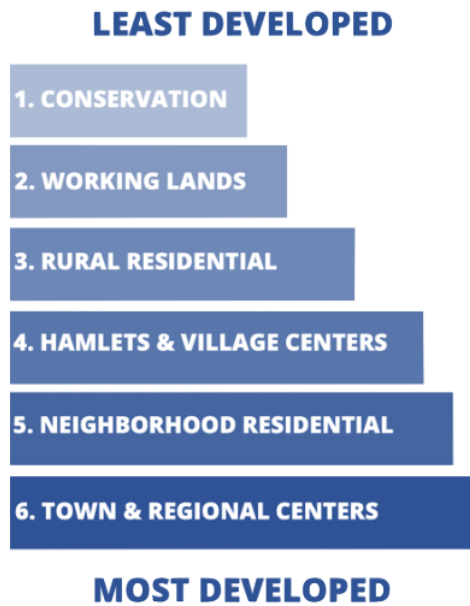 LEAST DEVELOPED
1. CONSERVATION
2. WORKING LANDS
3. RURAL RESIDENTIAL
4. HAMLETS & VILLAGE CENTERS
5. NEIGHBORHOOD RESIDENTIAL
6. TOWN & REGIONAL CENTERS
MOST DEVELOPED